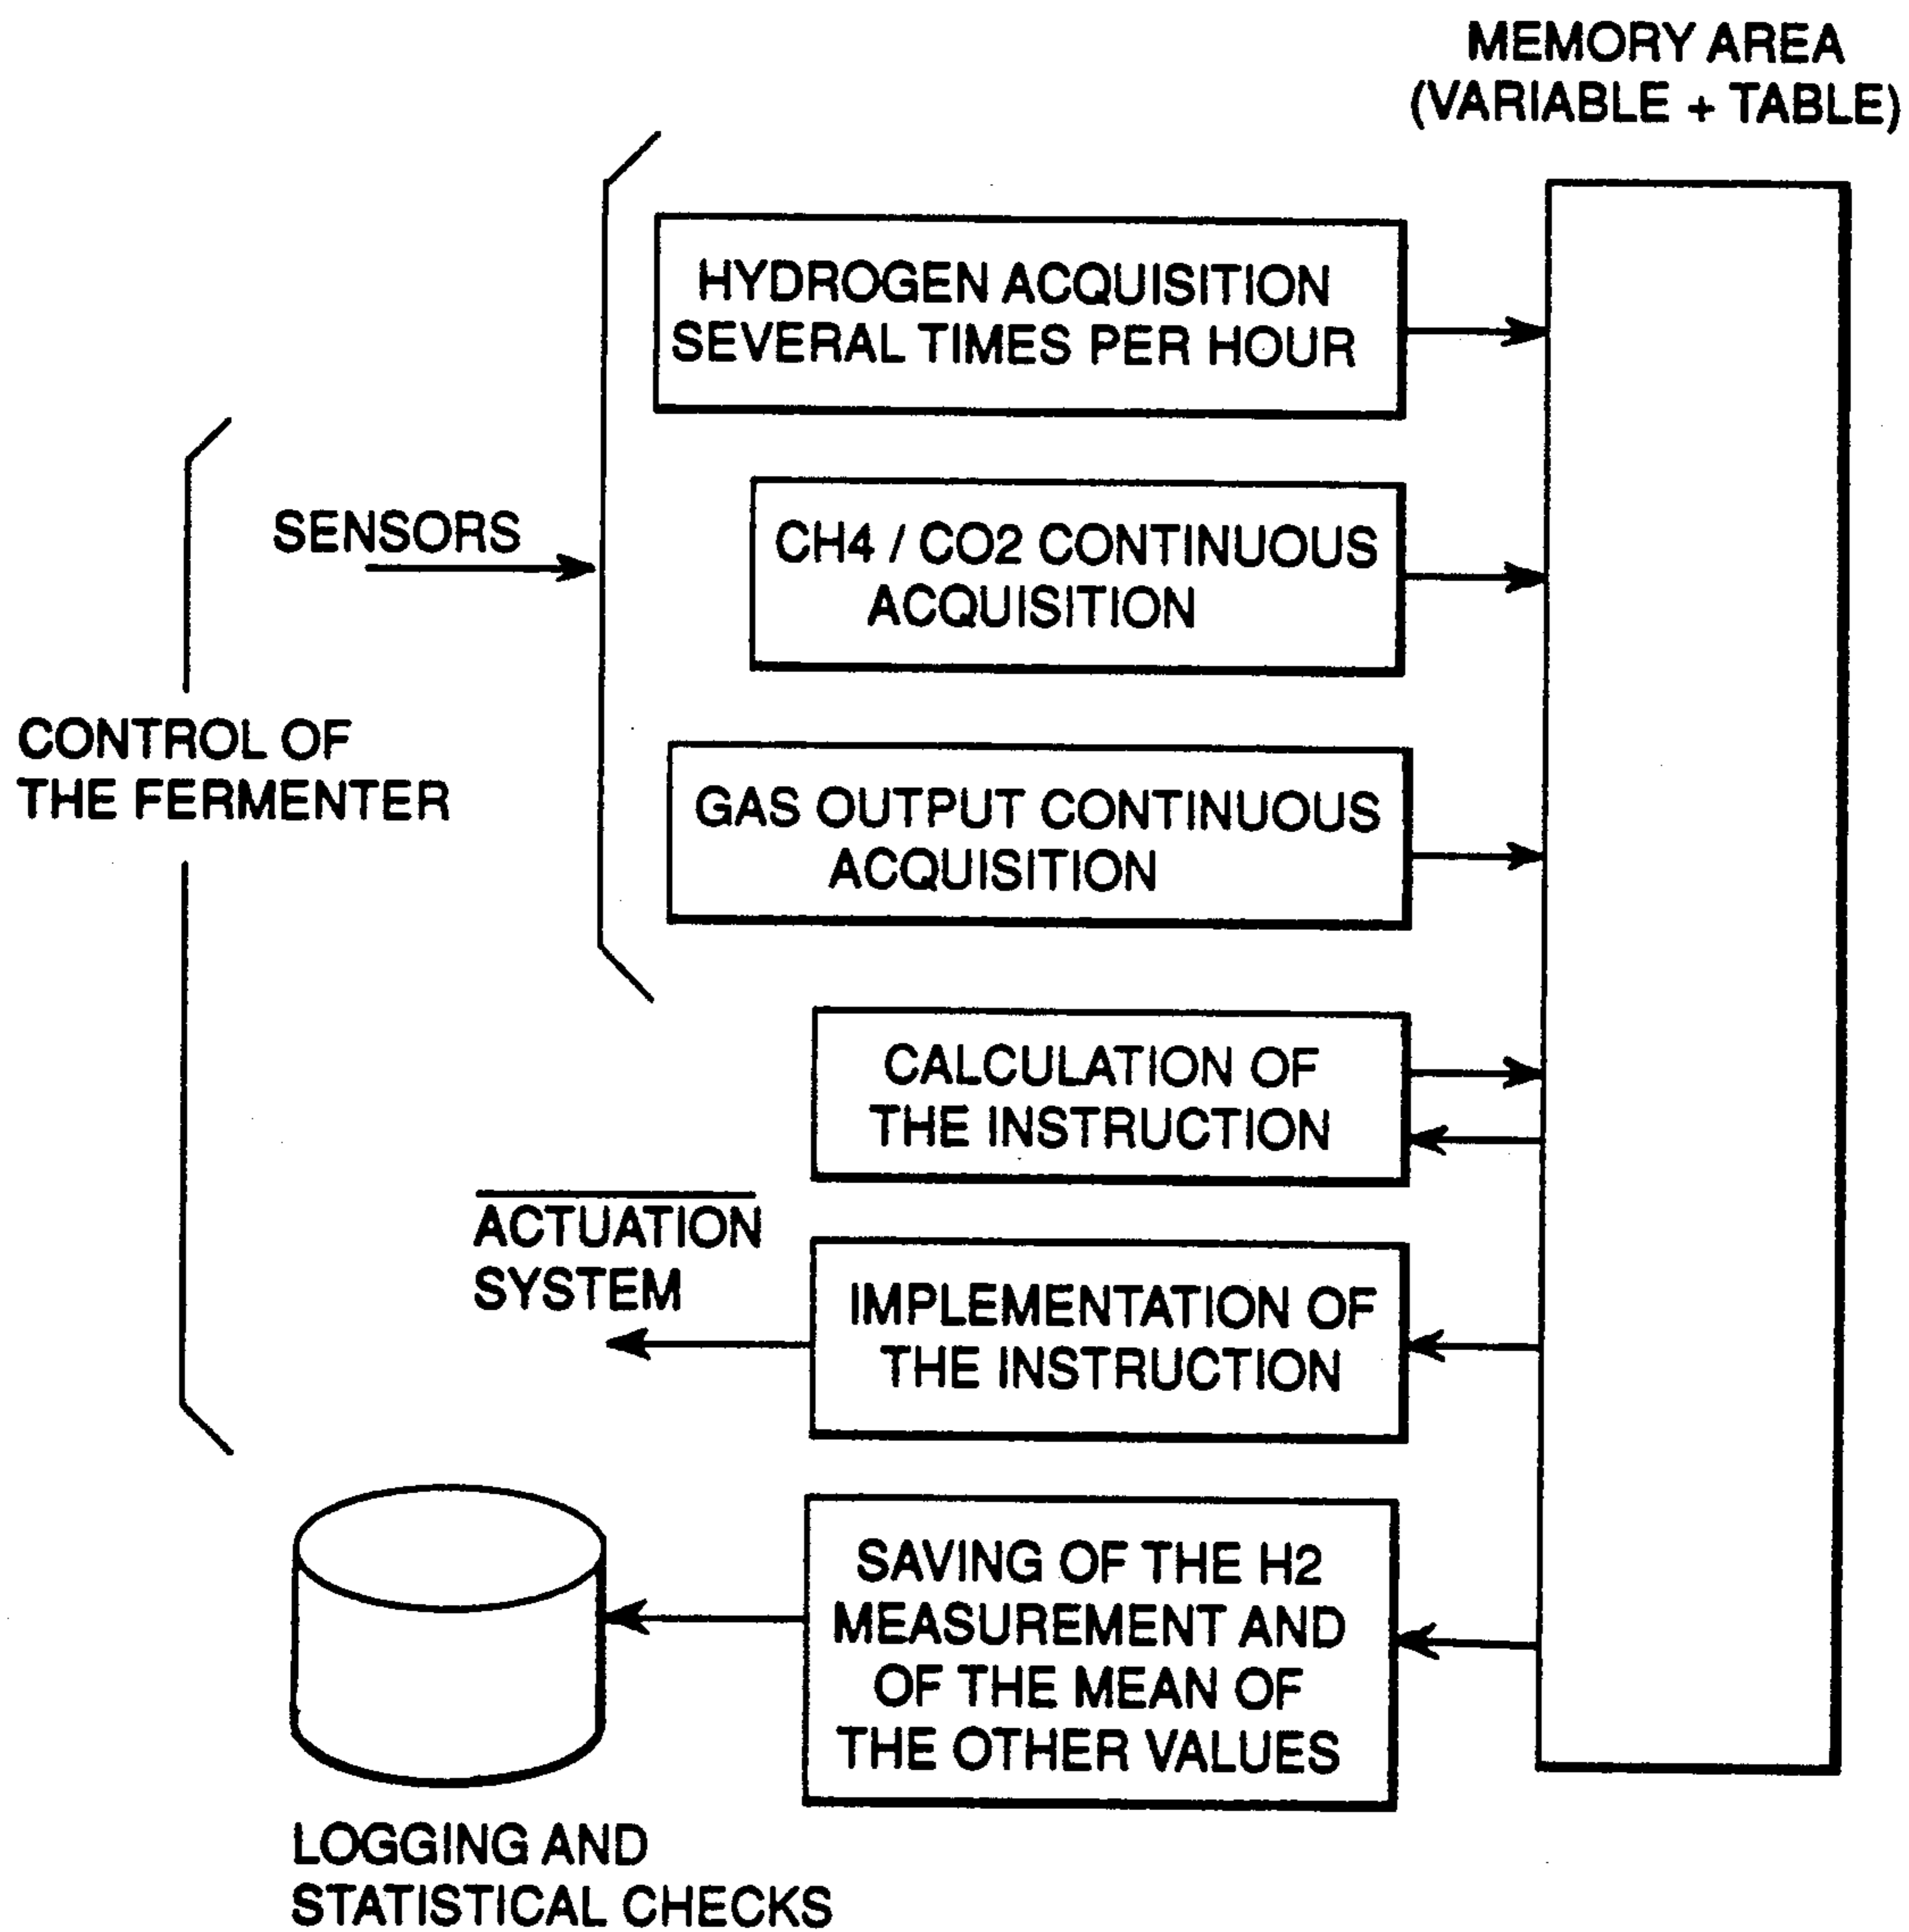 MEMORY AREA
(VARIABLE + TABLE)
HYDROGEN ACQUISITION
SEVERAL TIMES PER HOUR
SENSORS
CH4 / CO2 CONTINUOUS
ACQUISITION
CONTROL OF
THE FERMENTER
GAS OUTPUT CONTINUOUS
ACQUISITION
CALCULATION OF
THE INSTRUCTION
ACTUATION
SYSTEM
IMPLEMENTATION OF
THE INSTRUCTION
SAVING OF THE H2
MEASUREMENT AND
OF THE MEAN OF
THE OTHER VALUES
LOGGING AND
STATISTICAL CHECKS